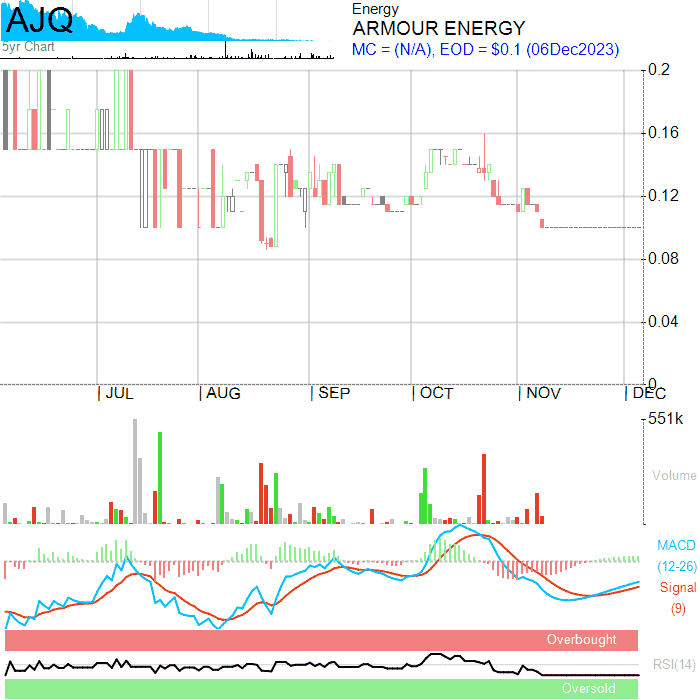 AJQ
5yr Chart
Energy
ARMOUR ENERGY
MC = (N/A), EOD = $0.1 (06Dec2023)
0.2
0.16
0.12
0.08
0.04
0
| JUL | AUG | SEP | OCT | NOV | DEC
551k
Volume
MACD
(12-26)
Signal
(9)
Overbought
RSI(14)
Oversold